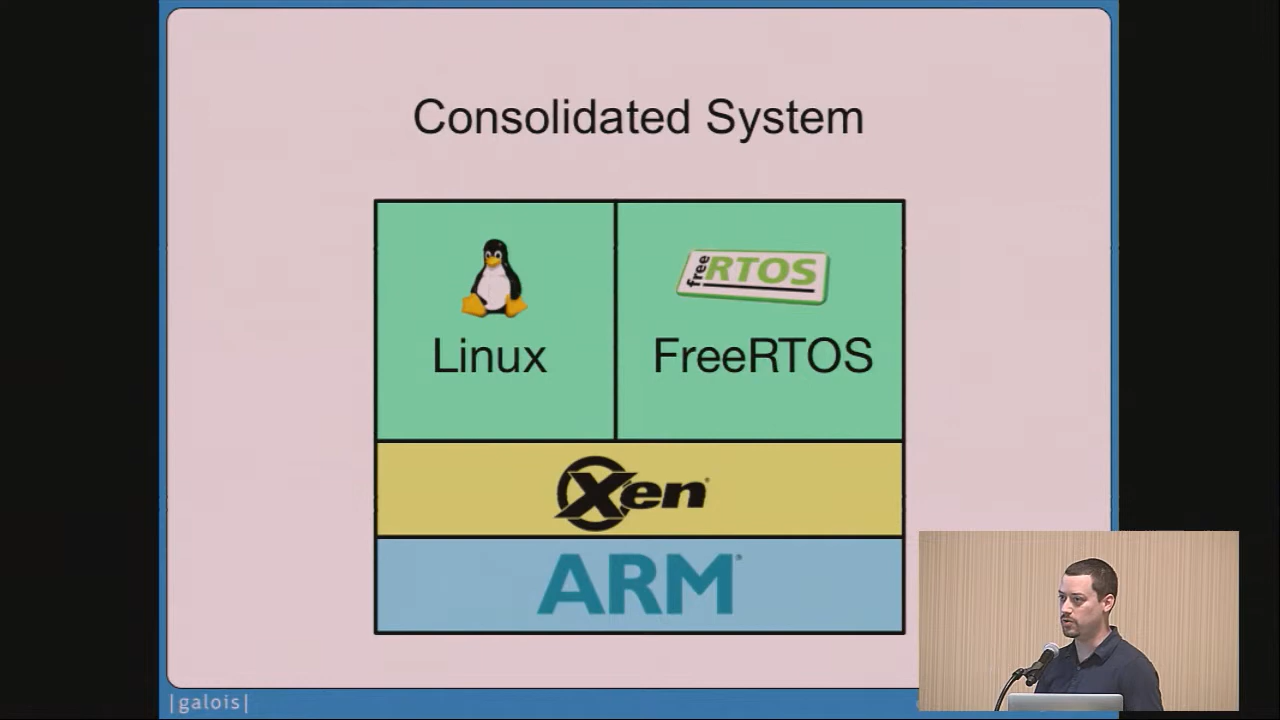 Consolidated System
free RTOS
Linux
FreeRTOS
Xen
ARM
|galois|